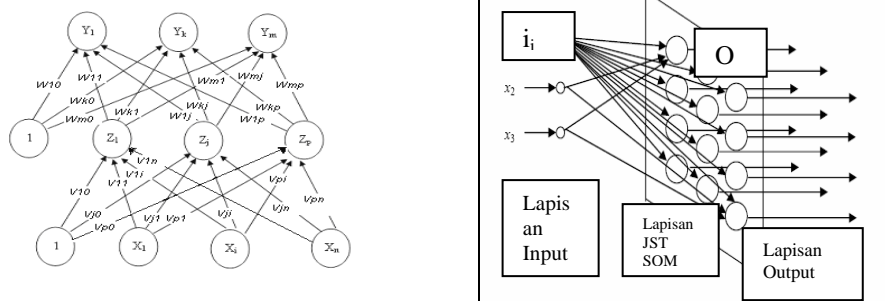 Y1 Yk Ym
W10 W11 Wm1 Wmj Wmp
Wk0 Wk1 Wkj Wkp
Wm0 W1j W1p
1 Z1 Zj Zp
V1n
V10 V11 V1i Vpi
Vj0 Vj1 Vp1 Vji Vjn Vpn
Vp0
1 X1 Xi Xn
ii
O
x2
x3
Lapis
an
Input
Lapisan
JST
SOM
Lapisan
Output